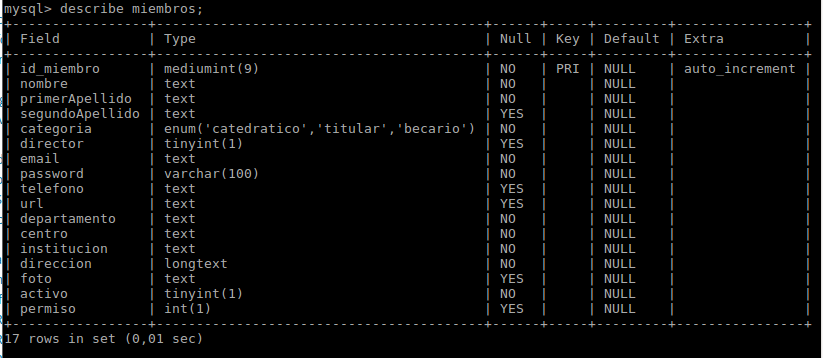 mysql> describe miembros;
+-----------------+----------------------------------------+------+-----+---------+----------------+
| Field | Type | Null | Key | Default | Extra |
+-----------------+----------------------------------------+------+-----+---------+----------------+
| id_miembro | mediumint(9) | NO | PRI | NULL | auto_increment |
| nombre | text | NO | | NULL | |
| primerApellido | text | NO | | NULL | |
| segundoApellido | text | YES | | NULL | |
| categoria | enum('catedratico','titular','becario') | NO | | NULL | |
| director | tinyint(1) | YES | | NULL | |
| email | text | NO | | NULL | |
| password | varchar(100) | NO | | NULL | |
| telefono | text | YES | | NULL | |
| url | text | YES | | NULL | |
| departamento | text | NO | | NULL | |
| centro | text | NO | | NULL | |
| institucion | text | NO | | NULL | |
| direccion | longtext | NO | | NULL | |
| foto | text | YES | | NULL | |
| activo | tinyint(1) | NO | | NULL | |
| permiso | int(1) | YES | | NULL | |
+-----------------+----------------------------------------+------+-----+---------+----------------+
17 rows in set (0,01 sec)